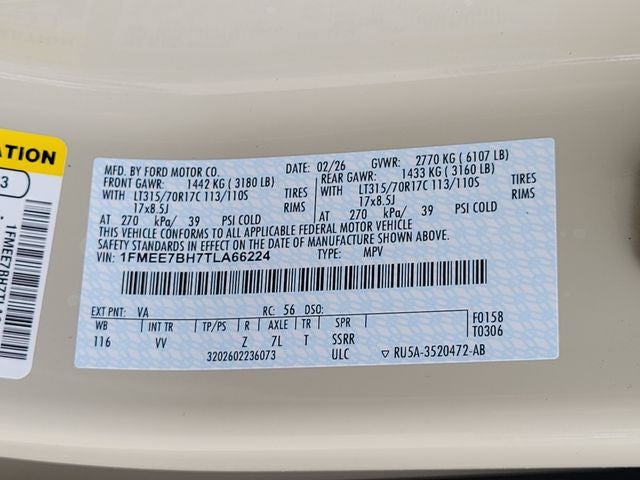 ATION
3
1FMEE7BH7TLA
MFD. BY FORD MOTOR CO. DATE: 02/26 GVWR: 2770 KG ( 6107 LB)
FRONT GAWR: 1442 KG ( 3180 LB) REAR GAWR: 1433 KG ( 3160 LB)
WITH LT315/70R17C 113/110S TIRES WITH LT315/70R17C 113/110S TIRES
17x8.5J RIMS 17x8.5J RIMS
AT 270 kPa/ 39 PSI COLD AT 270 kPa/ 39 PSI COLD
THIS VEHICLE CONFORMS TO ALL APPLICABLE FEDERAL MOTOR VEHICLE
SAFETY STANDARDS IN EFFECT ON THE DATE OF MANUFACTURE SHOWN ABOVE.
VIN: 1FMEE7BH7TLA66224 TYPE: MPV
EXT PNT: VA RC: 56 DSO:
WB INT TR TP/PS R AXLE TR SPR F0158
116 VV Z 7L T SSRR T0306
3202602236073 ULC ▽ RU5A-3520472-AB